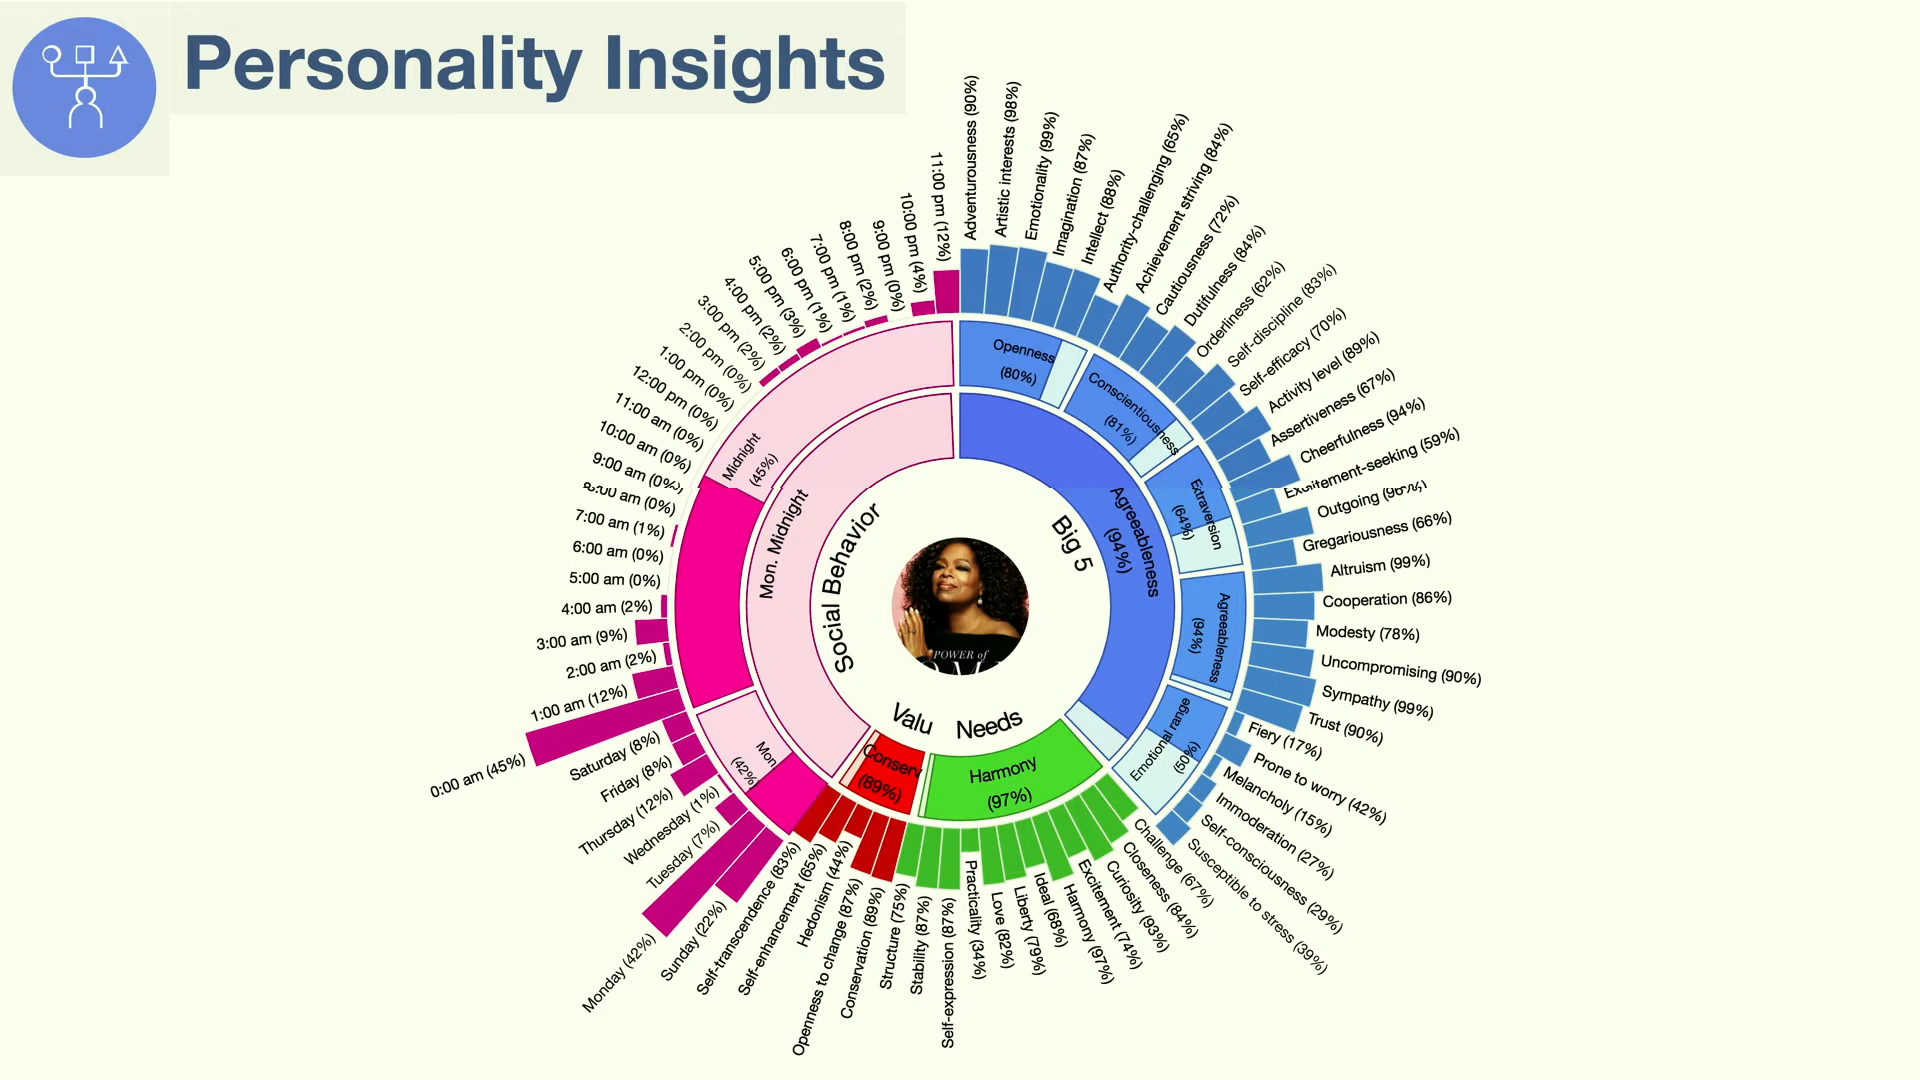 Personality Insights
Adventurousness (90%)
Artistic interests (98%)
Emotionality (99%)
Imagination (87%)
Intellect (88%)
Authority-challenging (65%)
Achievement striving (84%)
Cautiousness (72%)
Dutifulness (84%)
Orderliness (62%)
Self-discipline (83%)
Self-efficacy (70%)
Activity level (89%)
Assertiveness (67%)
Cheerfulness (94%)
Excitement-seeking (59%)
Outgoing (96%)
Gregariousness (66%)
Altruism (99%)
Cooperation (86%)
Modesty (78%)
Uncompromising (90%)
Sympathy (99%)
Trust (90%)
Fiery (17%)
Prone to worry (42%)
Melancholy (15%)
Immoderation (27%)
Self-consciousness (29%)
Susceptible to stress (39%)
Challenge (67%)
Closeness (84%)
Curiosity (93%)
Excitement (74%)
Harmony (97%)
Ideal (68%)
Liberty (79%)
Love (82%)
Practicality (34%)
Self-expression (87%)
Stability (87%)
Structure (75%)
Conservation (89%)
Openness to change (87%)
Hedonism (44%)
Self-enhancement (65%)
Self-transcendence (83%)
Sunday (22%)
Monday (42%)
Tuesday (7%)
Wednesday (1%)
Thursday (12%)
Friday (8%)
Saturday (8%)
0:00 am (45%)
1:00 am (12%)
2:00 am (2%)
3:00 am (9%)
4:00 am (2%)
5:00 am (0%)
6:00 am (0%)
7:00 am (1%)
8:00 am (0%)
9:00 am (0%)
10:00 am (0%)
11:00 am (0%)
12:00 pm (0%)
1:00 pm (0%)
2:00 pm (0%)
3:00 pm (2%)
4:00 pm (2%)
5:00 pm (3%)
6:00 pm (1%)
7:00 pm (1%)
8:00 pm (2%)
9:00 pm (0%)
10:00 pm (4%)
11:00 pm (12%)
Openness
(80%)
Conscientiousness
(81%)
Extraversion
(64%)
Agreeableness
(94%)
Emotional range
(50%)
Mon
(42%)
Midnight
(45%)
Agreeableness
(94%)
Harmony
(97%)
Conserv
(89%)
Mon. Midnight
Big 5
Needs
Valu
Social Behavior
POWER of